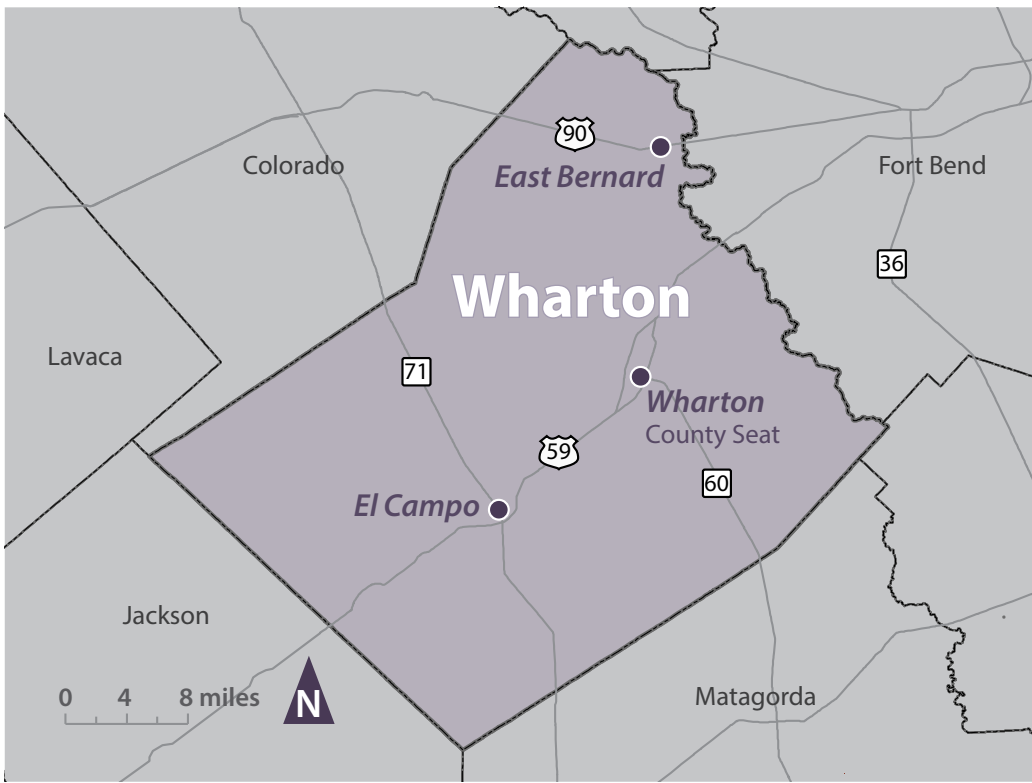 90
Colorado
East Bernard
Fort Bend
36
Wharton
Lavaca
71
Wharton
County Seat
59
60
El Campo
Jackson
0 4 8 miles
N
Matagorda